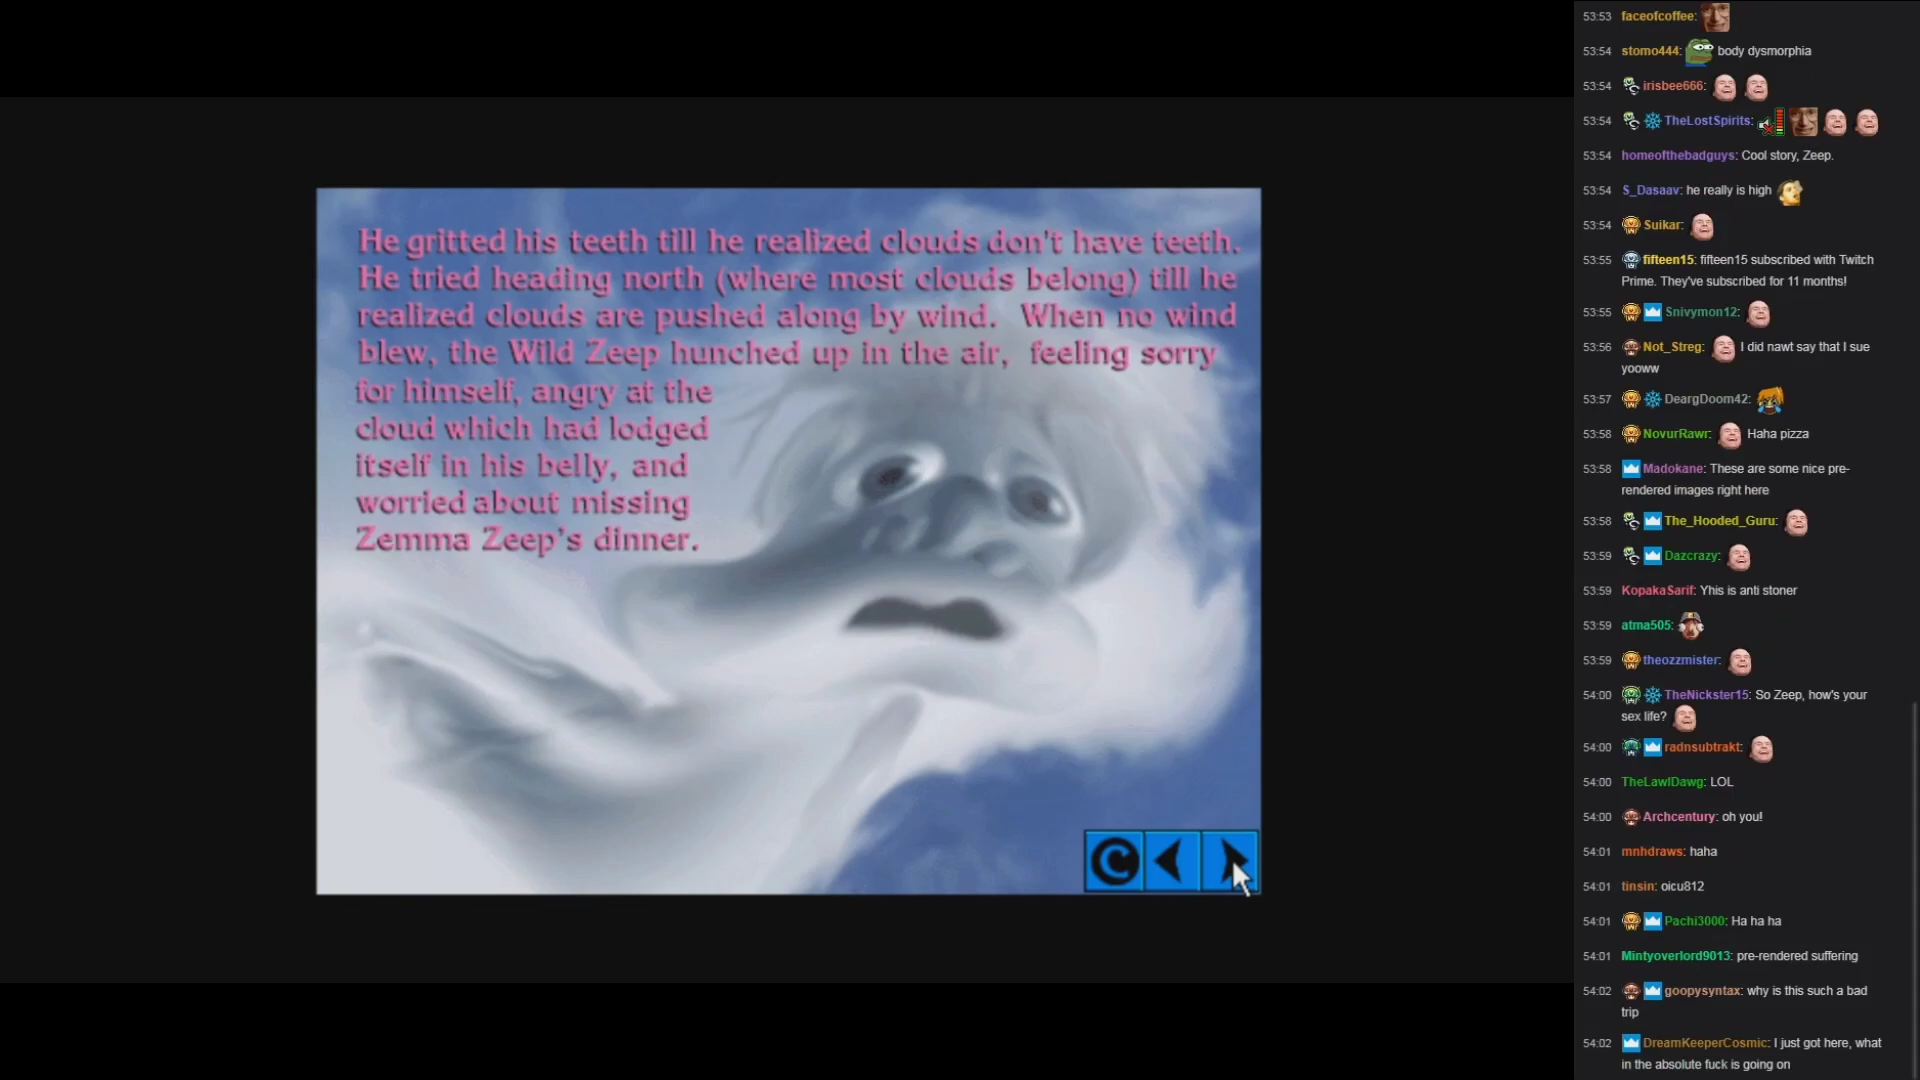 He gritted his teeth till he realized clouds don't have teeth.
He tried heading north (where most clouds belong) till he
realized clouds are pushed along by wind. When no wind
blew, the Wild Zeep hunched up in the air, feeling sorry
for himself, angry at the
cloud which had lodged
itself in his belly, and
worried about missing
Zemma Zeep's dinner.
C
53:53 faceofcoffee:
53:54 stomo444: body dysmorphia
53:54 irisbee666:
53:54 TheLostSpirits:
53:54 homeofthebadguys: Cool story, Zeep.
53:54 S_Dasaav: he really is high
53:54 Suikar:
53:55 fifteen15: fifteen15 subscribed with Twitch
Prime. They've subscribed for 11 months!
53:55 Snivymon12:
53:56 Not_Streg: I did nawt say that I sue
yooww
53:57 DeargDoom42:
53:58 NovurRawr: Haha pizza
53:58 Madokane: These are some nice pre-
rendered images right here
53:58 The_Hooded_Guru:
53:59 Dazcrazy:
53:59 KopakaSarif: Yhis is anti stoner
53:59 atma505:
53:59 theozzmister:
54:00 TheNickster15: So Zeep, how's your
sex life?
54:00 radnsubtrakt:
54:00 TheLawlDawg: LOL
54:00 Archcentury: oh you!
54:01 mnhdraws: haha
54:01 tinsin: oicu812
54:01 Pachi3000: Ha ha ha
54:01 Mintyoverlord9013: pre-rendered suffering
54:02 goopysyntax: why is this such a bad
trip
54:02 DreamKeeperCosmic: I just got here, what
in the absolute fuck is going on